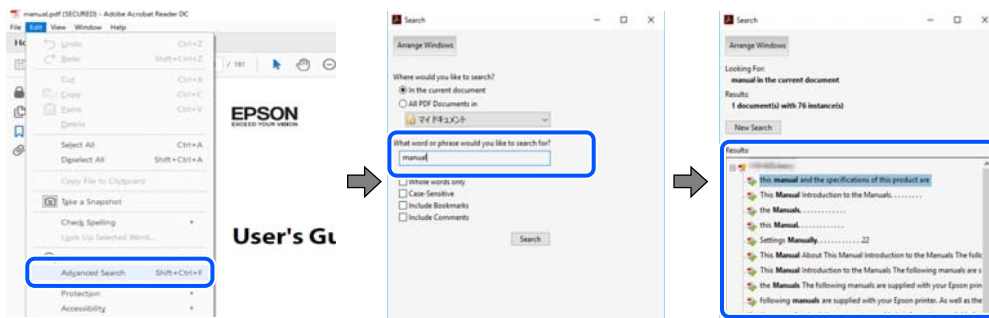 manual.pdf (SECURED) - Adobe Acrobat Reader DC
File Edit View Window Help
Undo Ctrl+Z
Shift+Ctrl+Z
Cut Ctrl+X
Copy Ctrl+C
Paste Ctrl+V
Delete
Select All Ctrl+A
Deselect All Shift+Ctrl+A
Copy File to Clipboard
Take a Snapshot
Check Spelling
Look Up Selected Word...
Advanced Search Shift+Ctrl+F
Protection
Accessibility
/ 181
EPSON
EXCEED YOUR VISION
User's Gu
Search
Arrange Windows
Where would you like to search?
In the current document
All PDF Documents in
マイ ドキュメント
What word or phrase would you like to search for?
manual
Whole words only
Case-Sensitive
Include Bookmarks
Include Comments
Search
Search
Arrange Windows
Looking For:
manual in the current document
Results:
1 document(s) with 76 instance(s)
New Search
Results
this manual and the specifications of this product are
This Manual Introduction to the Manuals. . . . . . . . .
the Manuals. . . . . . . . . . . . .
this Manual. . . . . . . . . . . . .
Settings Manually. . . . . . . . . . . .22
This Manual About This Manual Introduction to the Manuals The follo
This Manual Introduction to the Manuals The following manuals are s
the Manuals The following manuals are supplied with your Epson prin
following manuals are supplied with your Epson printer. As well as the